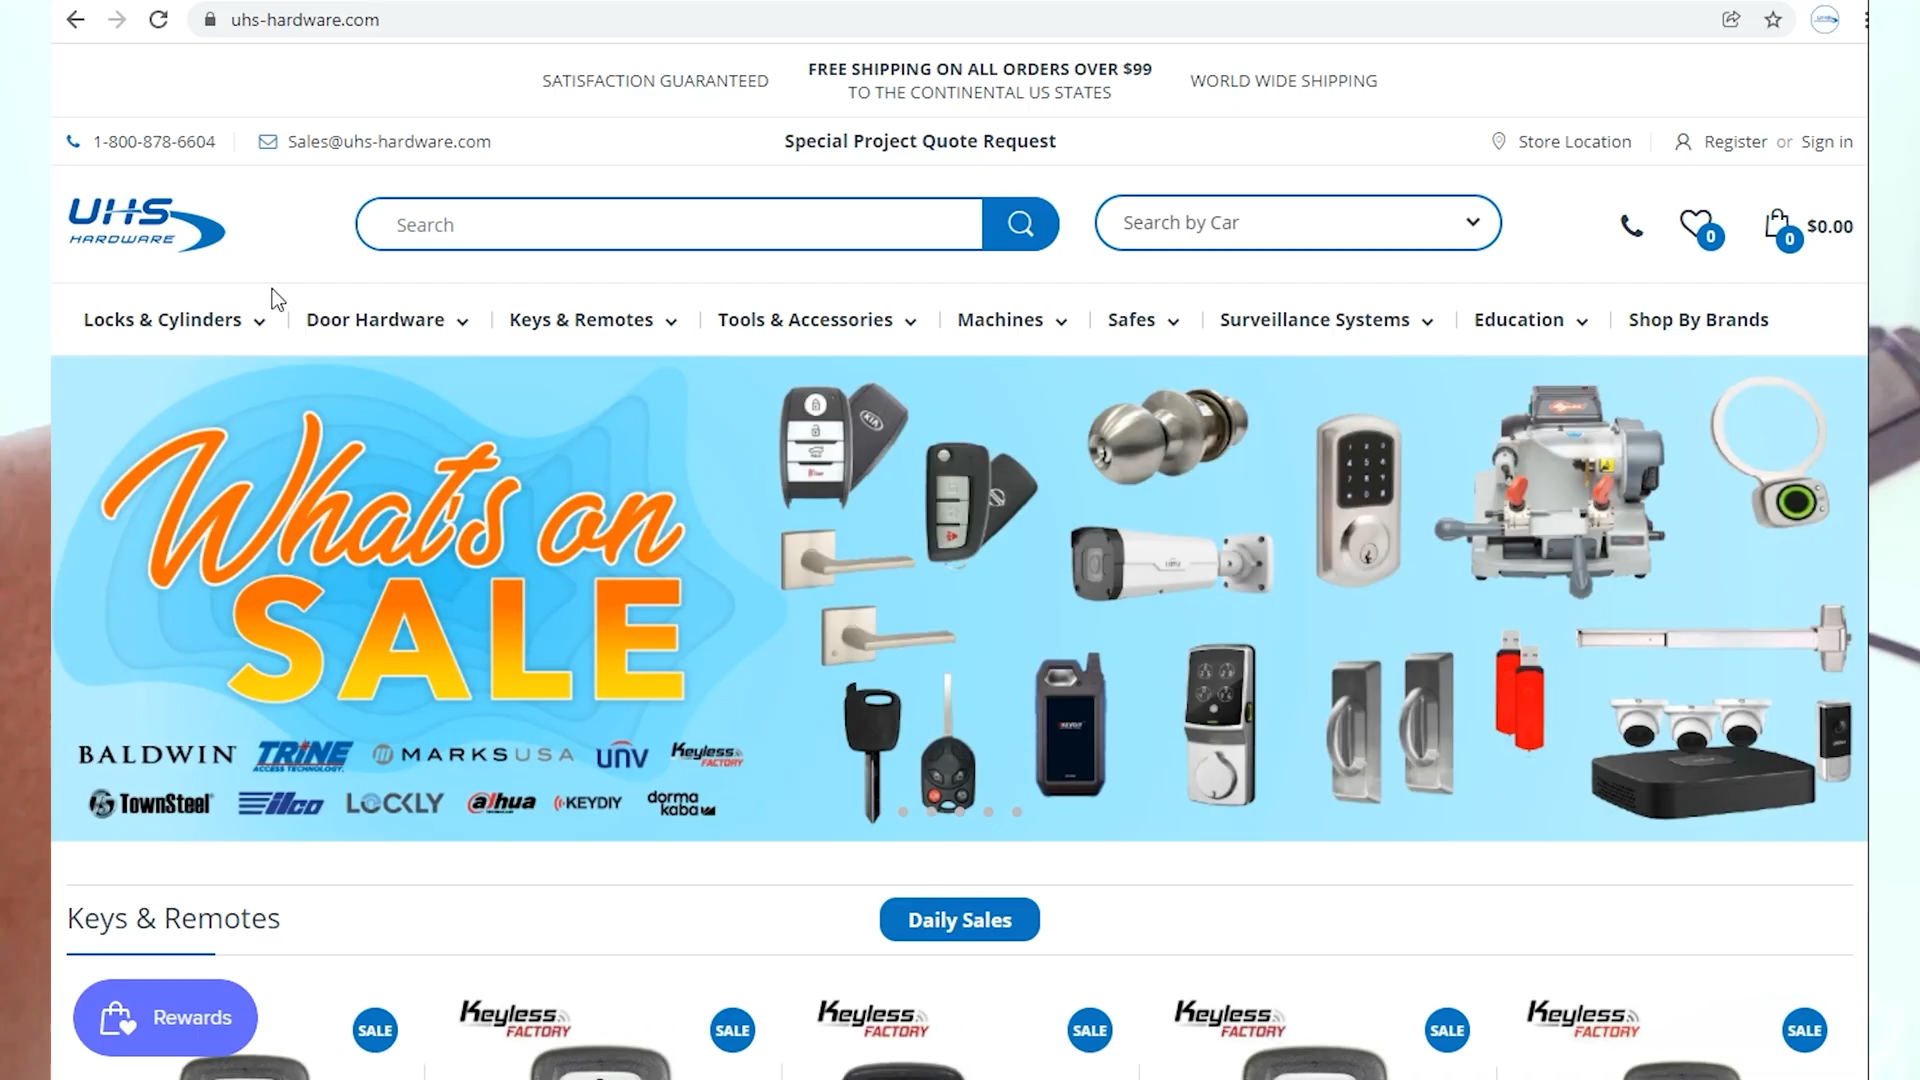 uhs-hardware.com
SATISFACTION GUARANTEED
FREE SHIPPING ON ALL ORDERS OVER $99
TO THE CONTINENTAL US STATES
WORLD WIDE SHIPPING
1-800-878-6604
Sales@uhs-hardware.com
Special Project Quote Request
Store Location
Register or Sign in
UHS
HARDWARE
Search
Search by Car
0
0
$0.00
Locks & Cylinders
Door Hardware
Keys & Remotes
Tools & Accessories
Machines
Safes
Surveillance Systems
Education
Shop By Brands
What's on
SALE
KIA
unv
BALDWIN
TRINE
ACCESS TECHNOLOGY
MARKS USA
unv
Keyless
FACTORY
TownSteel
ilco
LOCKLY
alhua
TECHNOLOGY
KEYDIY
dorma
kaba
Keys & Remotes
Daily Sales
Rewards
SALE
Keyless
FACTORY
SALE
Keyless
FACTORY
SALE
Keyless
FACTORY
SALE
Keyless
FACTORY
SALE